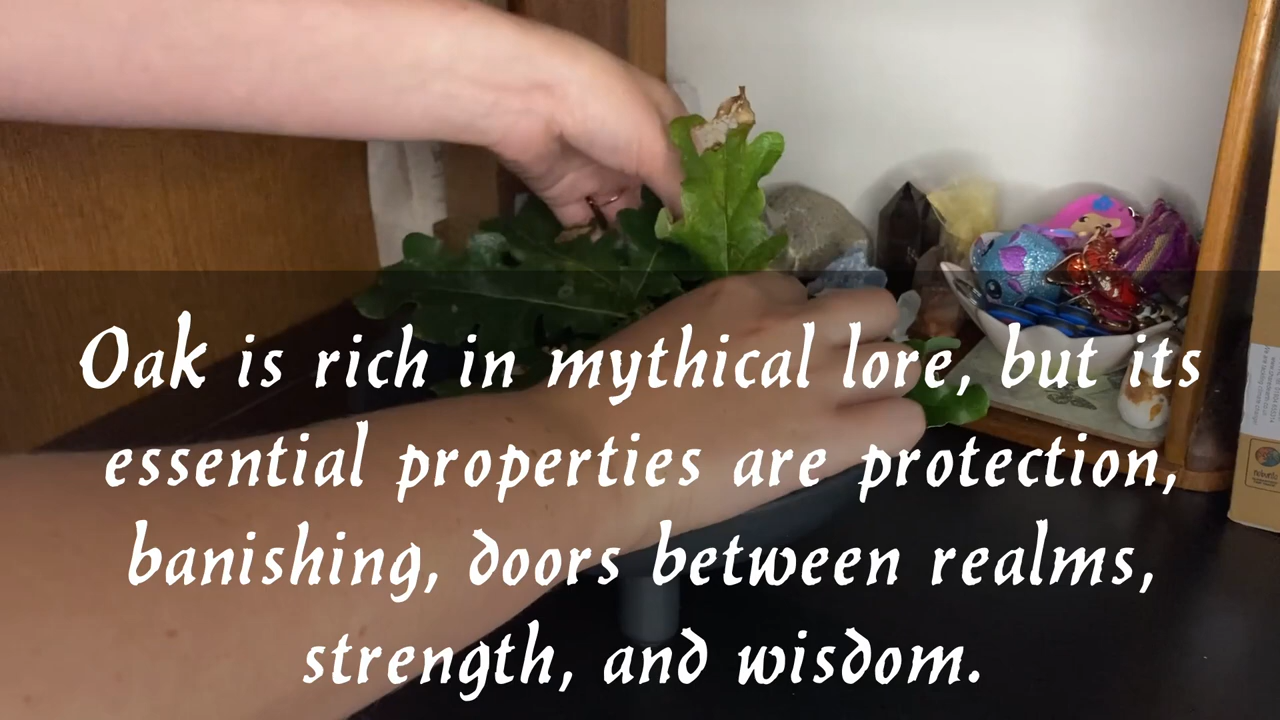 Oak is rich in mythical lore, but its
essential properties are protection,
banishing, doors between realms,
strength, and wisdom.